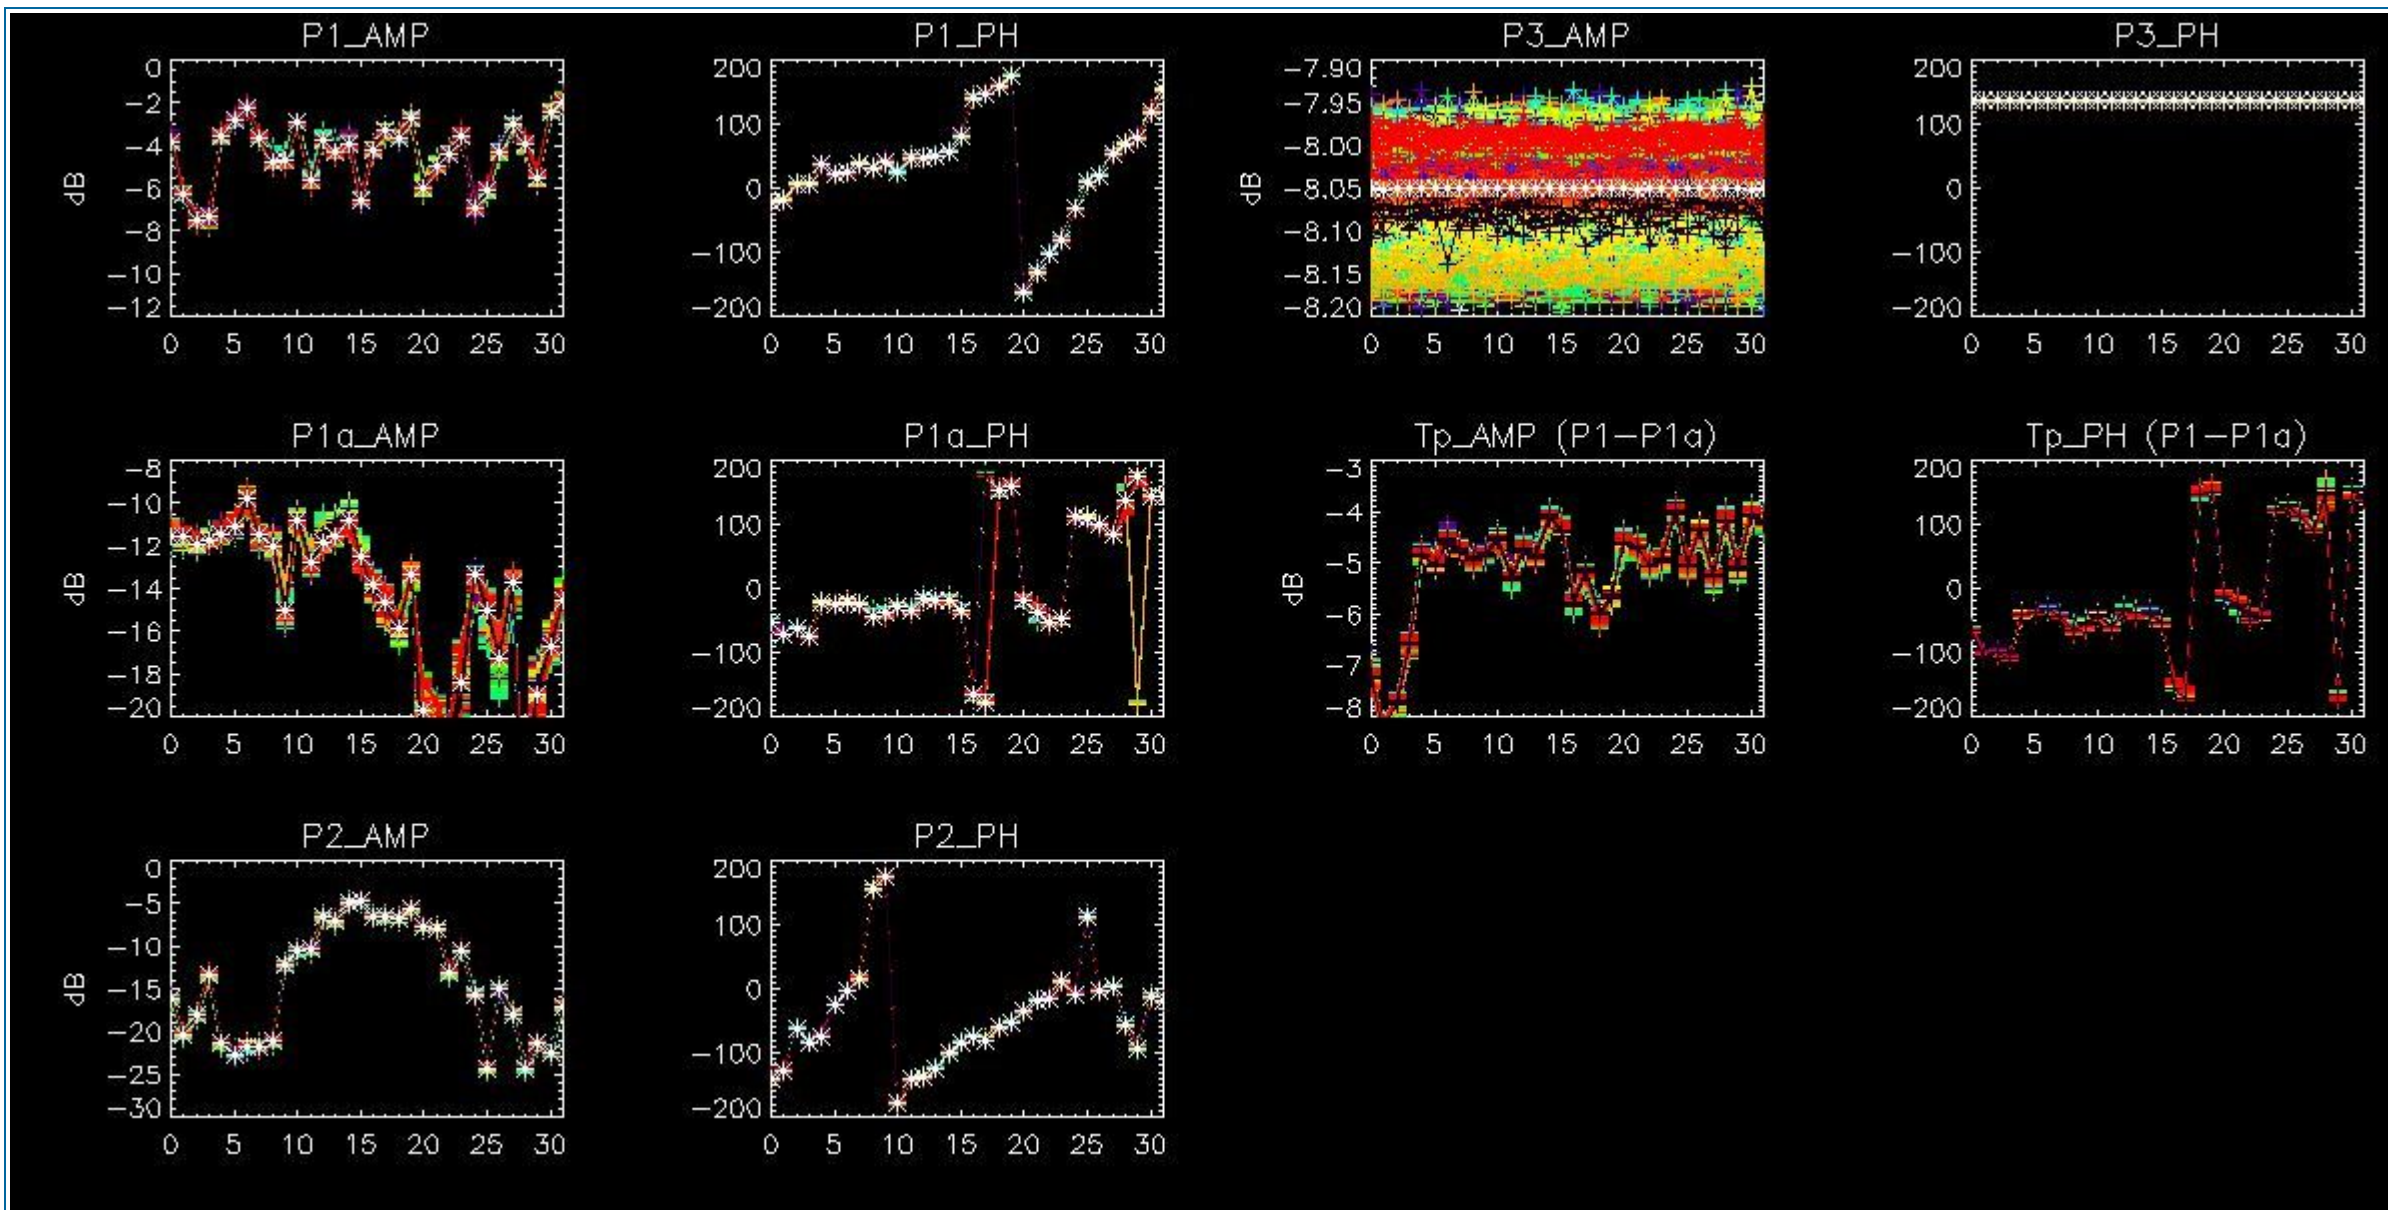 P1_AMP P1_PH P3_AMP P3_PH
0 200 −7.90 200
−2 −7.95
100 100
−4 −8.00
dB −6 0 dB −8.05 0
−8 −8.10
−100 −100
−10 −8.15
−12 −200 −8.20 −200
0 5 10 15 20 25 30 0 5 10 15 20 25 30 0 5 10 15 20 25 30 0 5 10 15 20 25 30
P1a_AMP P1a_PH Tp_AMP (P1−P1a) Tp_PH (P1−P1a)
−8 200 −3 200
−10 100 −4 100
−12
dB −14 0 dB −5 0
−16 −6
−100 −7 −100
−18
−20 −200 −8 −200
0 5 10 15 20 25 30 0 5 10 15 20 25 30 0 5 10 15 20 25 30 0 5 10 15 20 25 30
P2_AMP P2_PH
0 200
−5 100
−10
dB −15 0
−20 −100
−25
−30 −200
0 5 10 15 20 25 30 0 5 10 15 20 25 30